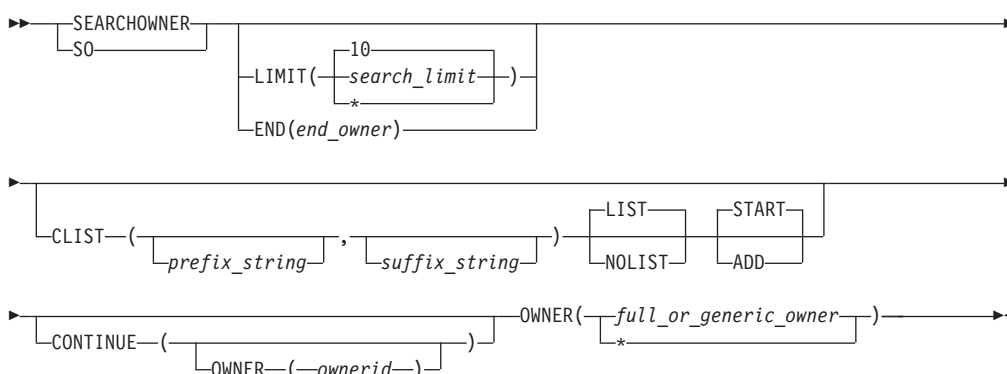 SEARCHOWNER
SO
LIMIT( 10 )
search_limit
*
END(end_owner)
CLIST ( , ) LIST START
prefix_string suffix_string NOLIST ADD
CONTINUE ( ) OWNER( full_or_generic_owner )
*
OWNER ( ownerid )